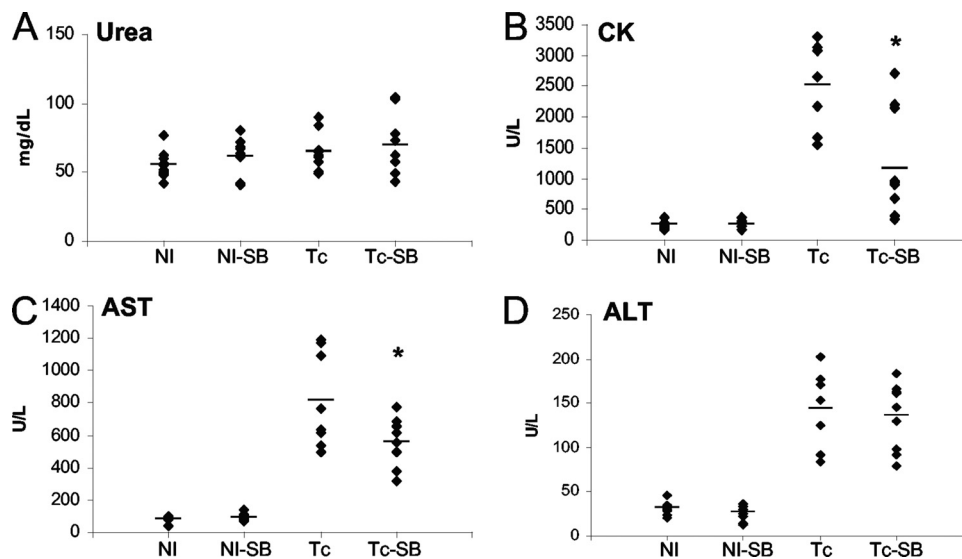 A Urea
150
100
50
0
mg/dL
NI NI-SB Tc Tc-SB
B CK
3500
3000
2500
2000
1500
1000
500
0
U/L
*
NI NI-SB Tc Tc-SB
C AST
1400
1200
1000
800
600
400
200
0
U/L
*
NI NI-SB Tc Tc-SB
D ALT
250
200
150
100
50
0
U/L
NI NI-SB Tc Tc-SB